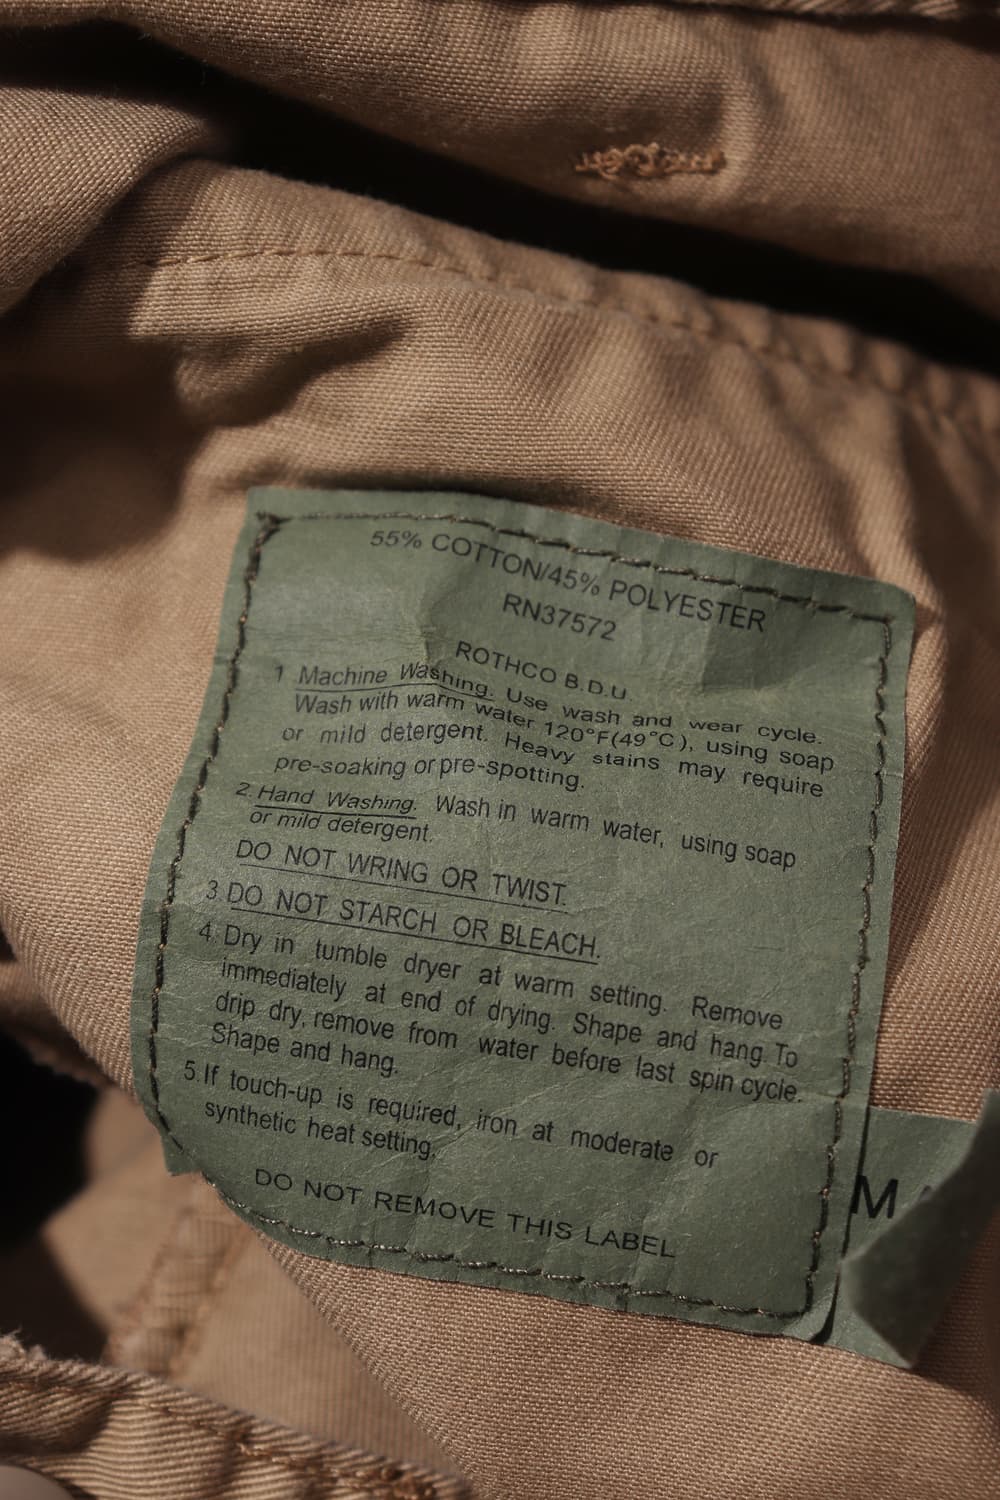 55% COTTON/45% POLYESTER
RN37572
ROTHCO B.D.U.
1 Machine Washing. Use wash and wear cycle.
Wash with warm water 120°F(49°C), using soap
or mild detergent. Heavy stains may require
pre-soaking or pre-spotting.
2. Hand Washing. Wash in warm water, using soap
or mild detergent.
DO NOT WRING OR TWIST.
3. DO NOT STARCH OR BLEACH.
4. Dry in tumble dryer at warm setting. Remove
immediately at end of drying. Shape and hang. To
drip dry, remove from water before last spin cycle.
Shape and hang.
5. If touch-up is required, iron at moderate or
synthetic heat setting.
DO NOT REMOVE THIS LABEL
M